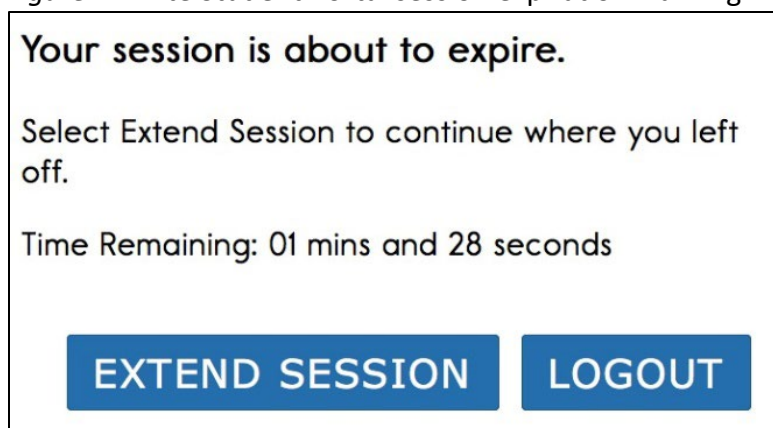 Your session is about to expire.
Select Extend Session to continue where you left
off.
Time Remaining: 01 mins and 28 seconds
EXTEND SESSION LOGOUT